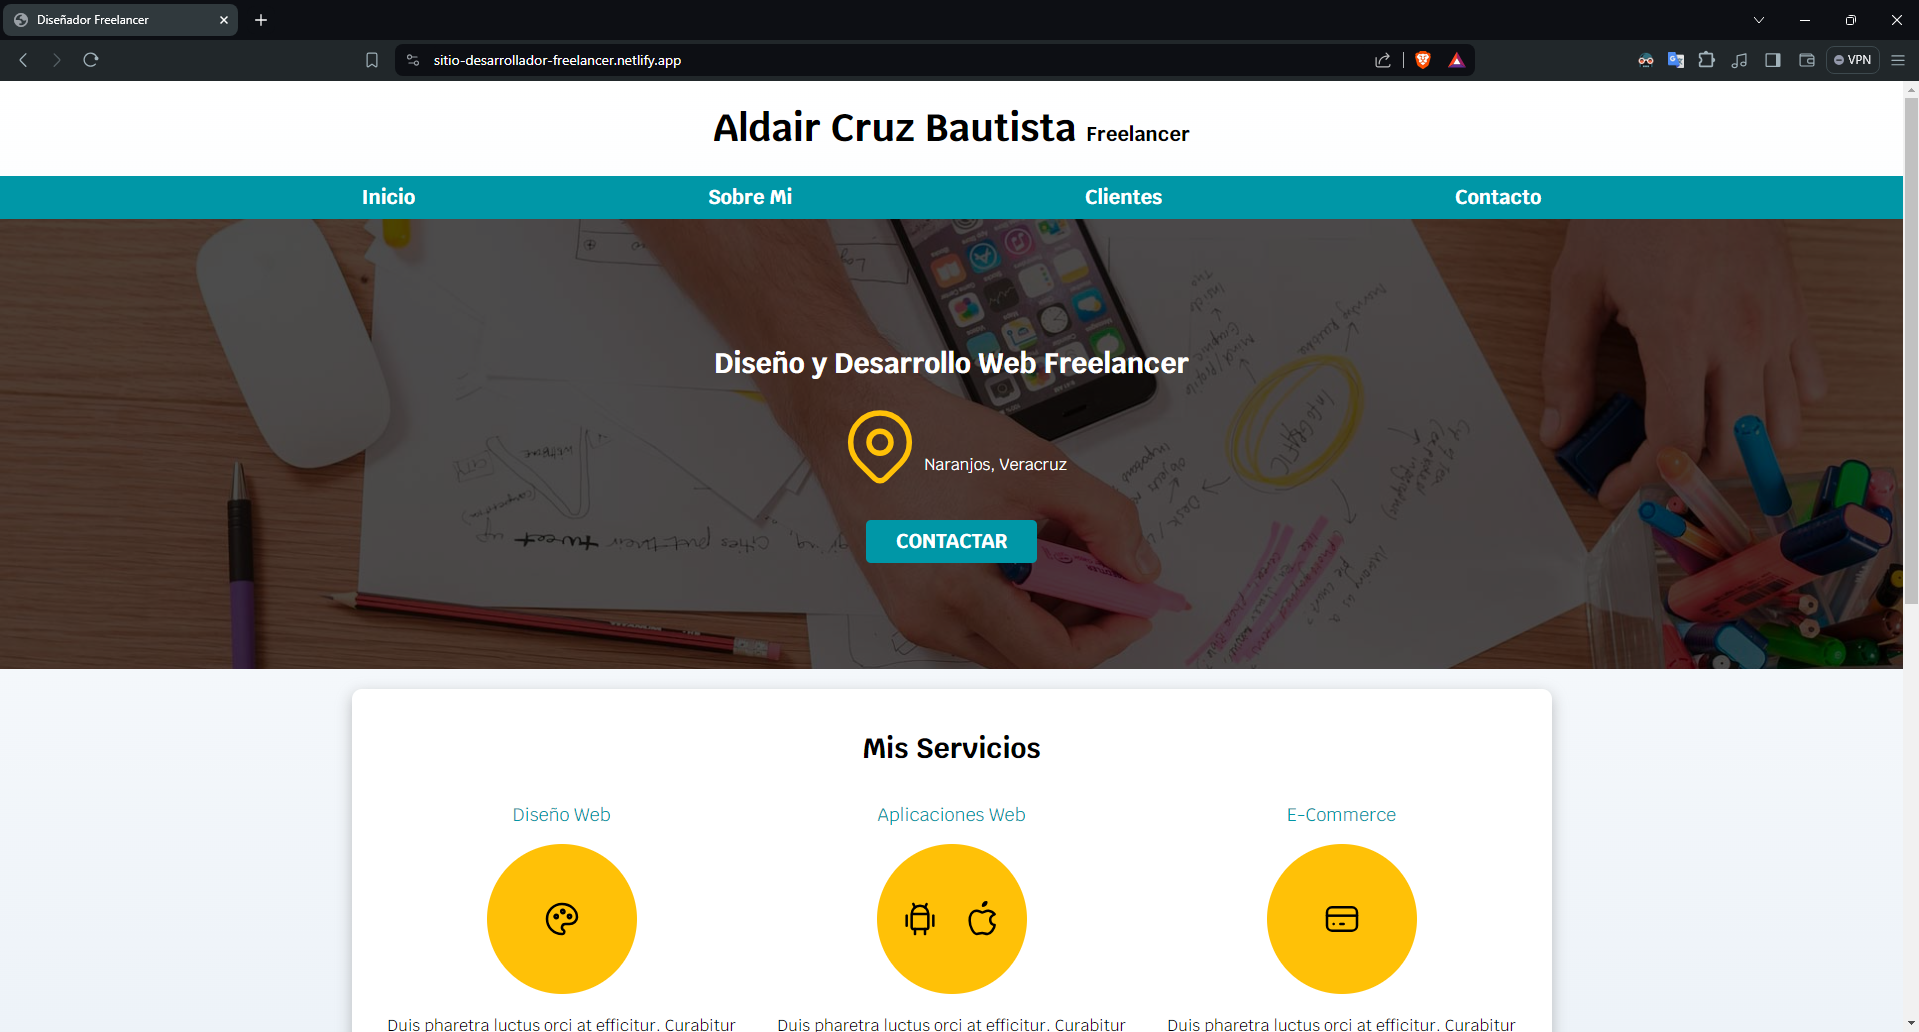 Diseñador Freelancer
sitio-desarrollador-freelancer.netlify.app
VPN
Aldair Cruz Bautista Freelancer
Inicio Sobre Mi Clientes Contacto
Diseño y Desarrollo Web Freelancer
Naranjos, Veracruz
CONTACTAR
Mis Servicios
Diseño Web Aplicaciones Web E-Commerce
Duis pharetra luctus orci at efficitur. Curabitur Duis pharetra luctus orci at efficitur. Curabitur Duis pharetra luctus orci at efficitur. Curabitur